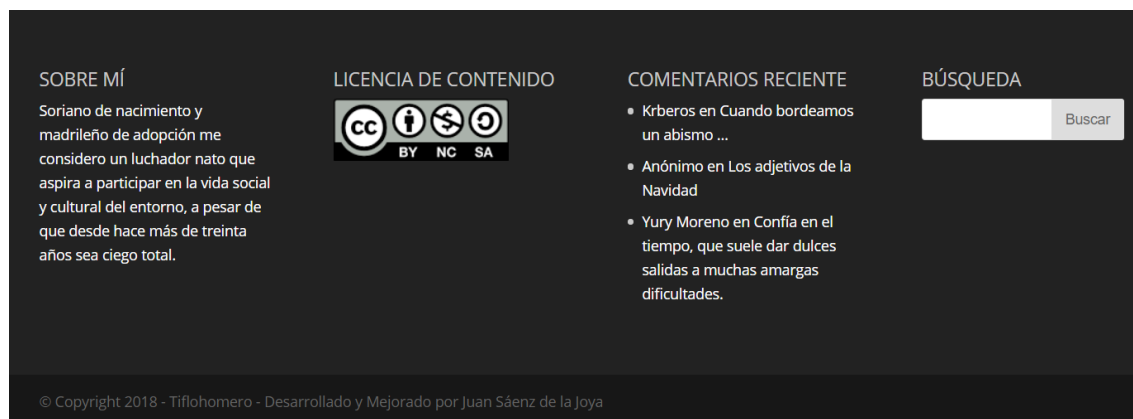 SOBRE MÍ
Soriano de nacimiento y
madrileño de adopción me
considero un luchador nato que
aspira a participar en la vida social
y cultural del entorno, a pesar de
que desde hace más de treinta
años sea ciego total.
LICENCIA DE CONTENIDO
cc
BY NC SA
COMENTARIOS RECIENTE
Krberos en Cuando bordeamos
un abismo ...
Anónimo en Los adjetivos de la
Navidad
Yury Moreno en Confía en el
tiempo, que suele dar dulces
salidas a muchas amargas
dificultades.
BÚSQUEDA
Buscar
© Copyright 2018 - Tiflohomero - Desarrollado y Mejorado por Juan Sáenz de la Joya